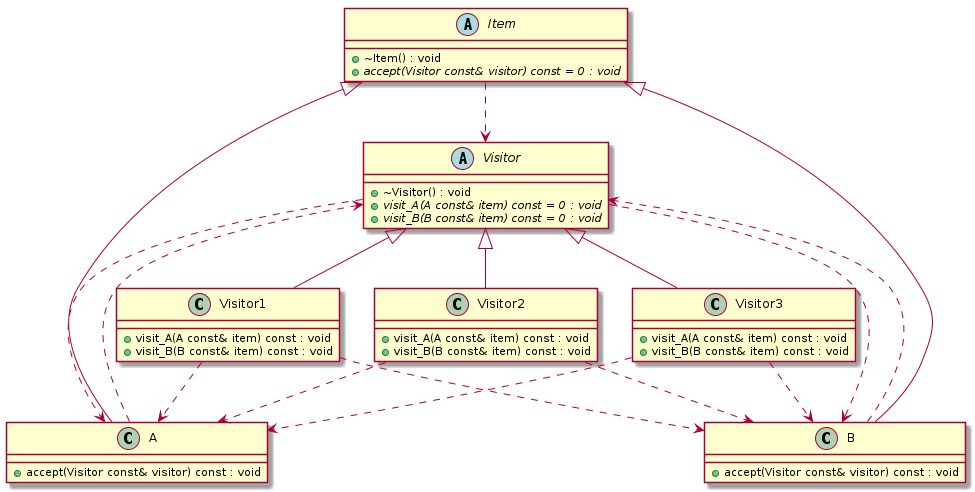 A Item
~Item() : void
accept(Visitor const& visitor) const = 0 : void
A Visitor
~Visitor() : void
visit_A(A const& item) const = 0 : void
visit_B(B const& item) const = 0 : void
C Visitor1
visit_A(A const& item) const : void
visit_B(B const& item) const : void
C Visitor2
visit_A(A const& item) const : void
visit_B(B const& item) const : void
C Visitor3
visit_A(A const& item) const : void
visit_B(B const& item) const : void
C A
accept(Visitor const& visitor) const : void
C B
accept(Visitor const& visitor) const : void